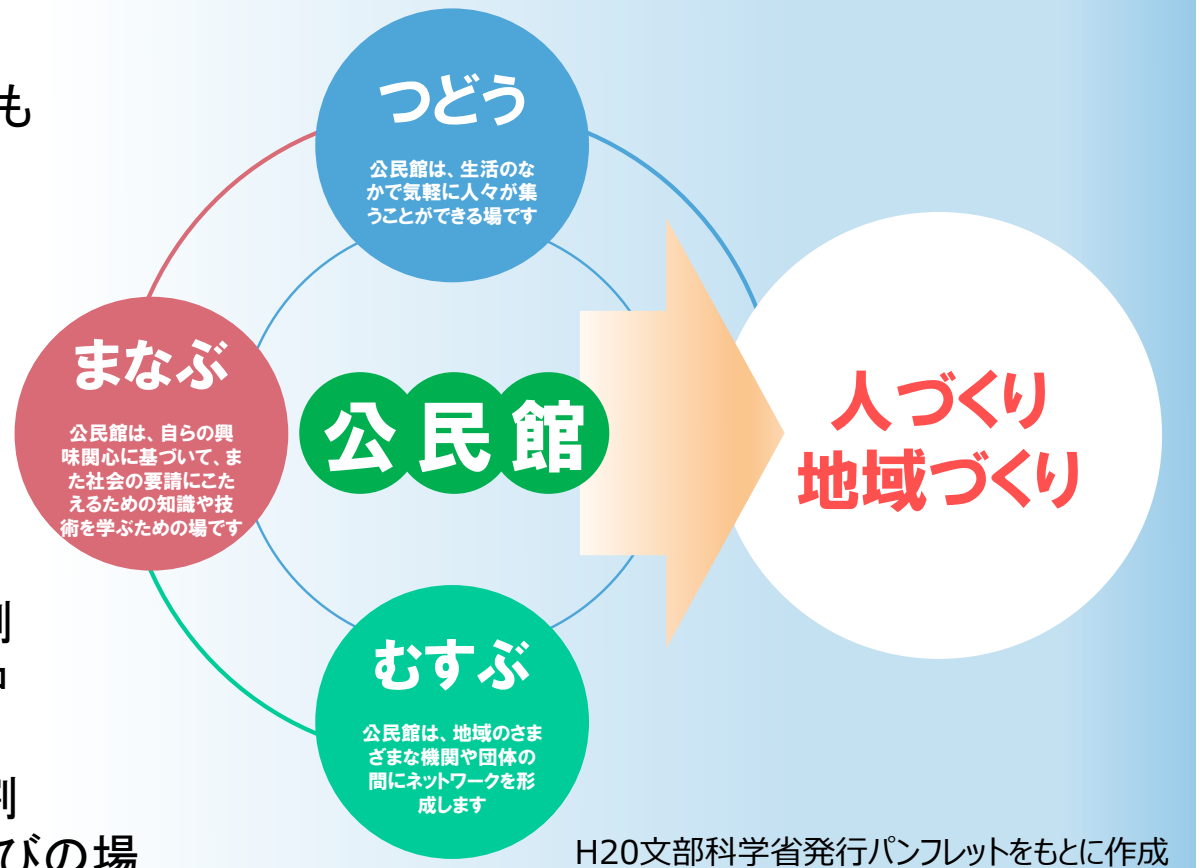 も
つどう
公民館は、生活のな
かで気軽に人々が集
うことができる場です
まなぶ
公民館は、自らの興
味関心に基づいて、ま
た社会の要請にこた
えるための知識や技
術を学ぶための場です
公民館
人づくり
地域づくり
むすぶ
公民館は、地域のさま
ざまな機関や団体の
間にネットワークを形
成します
びの場
H20文部科学省発行パンフレットをもとに作成